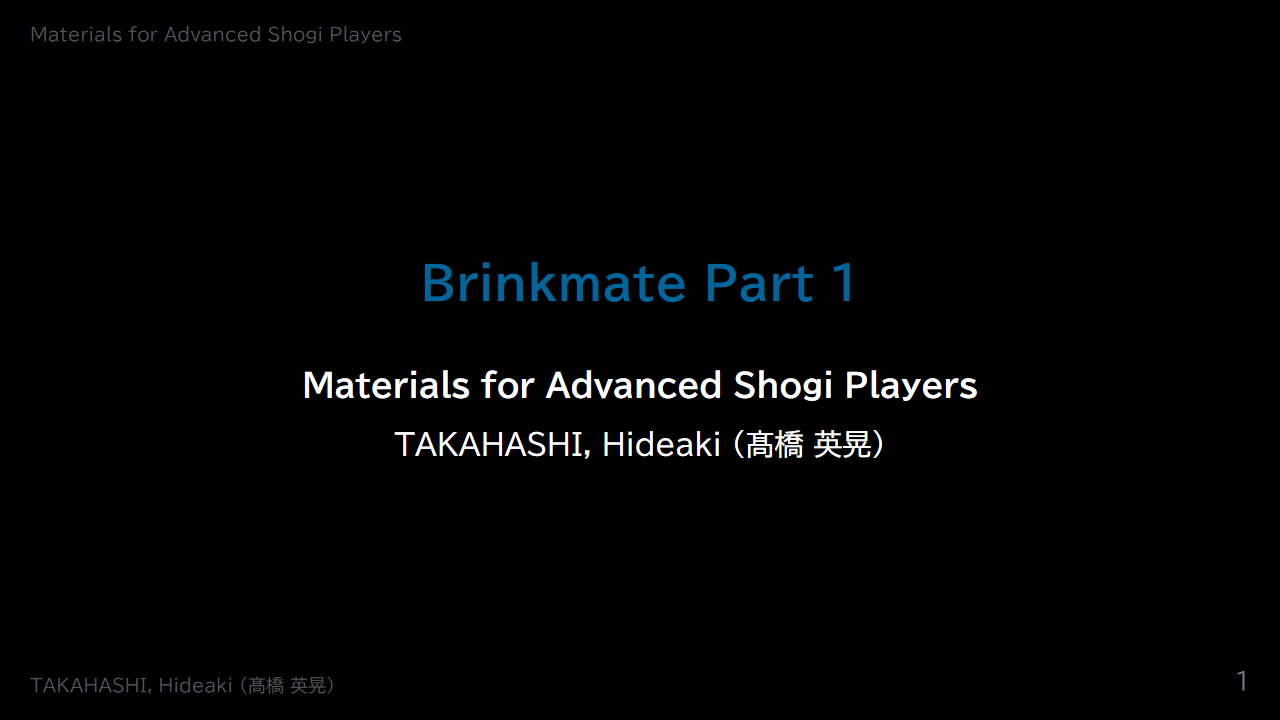 Materials for Advanced Shogi Players
Brinkmate Part 1
Materials for Advanced Shogi Players
TAKAHASHI, Hideaki (髙橋 英晃)
TAKAHASHI, Hideaki (髙橋 英晃)
1